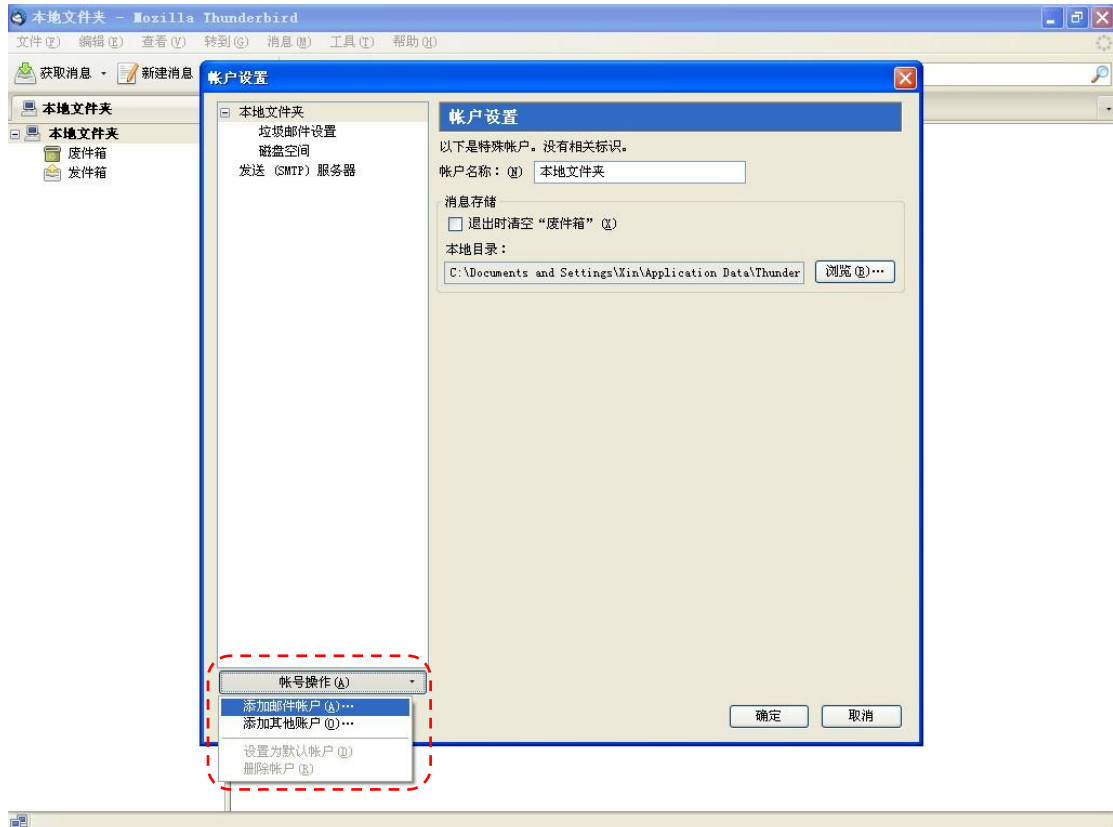 本地文件夹 - Mozilla Thunderbird
文件(F) 编辑(E) 查看(V) 转到(G) 消息(M) 工具(T) 帮助(H)
获取消息 新建消息
帐户设置
本地文件夹
本地文件夹
废件箱
发件箱
本地文件夹
垃圾邮件设置
磁盘空间
发送 (SMTP) 服务器
帐户设置
以下是特殊帐户。没有相关标识。
帐户名称：(N) 本地文件夹
消息存储
退出时清空“废件箱”(X)
本地目录：
C:\Documents and Settings\Xin\Application Data\Thunder 浏览(B)…
帐号操作(A)
添加邮件帐户(A)…
添加其他账户(O)…
设置为默认帐户(D)
删除帐户(R)
确定 取消